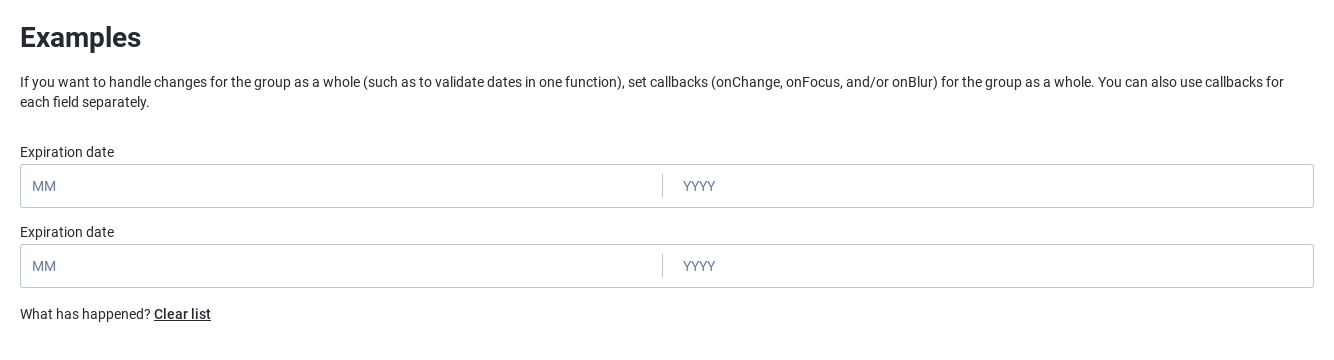 Examples
If you want to handle changes for the group as a whole (such as to validate dates in one function), set callbacks (onChange, onFocus, and/or onBlur) for the group as a whole. You can also use callbacks for
each field separately.
Expiration date
MM YYYY
Expiration date
MM YYYY
What has happened? Clear list